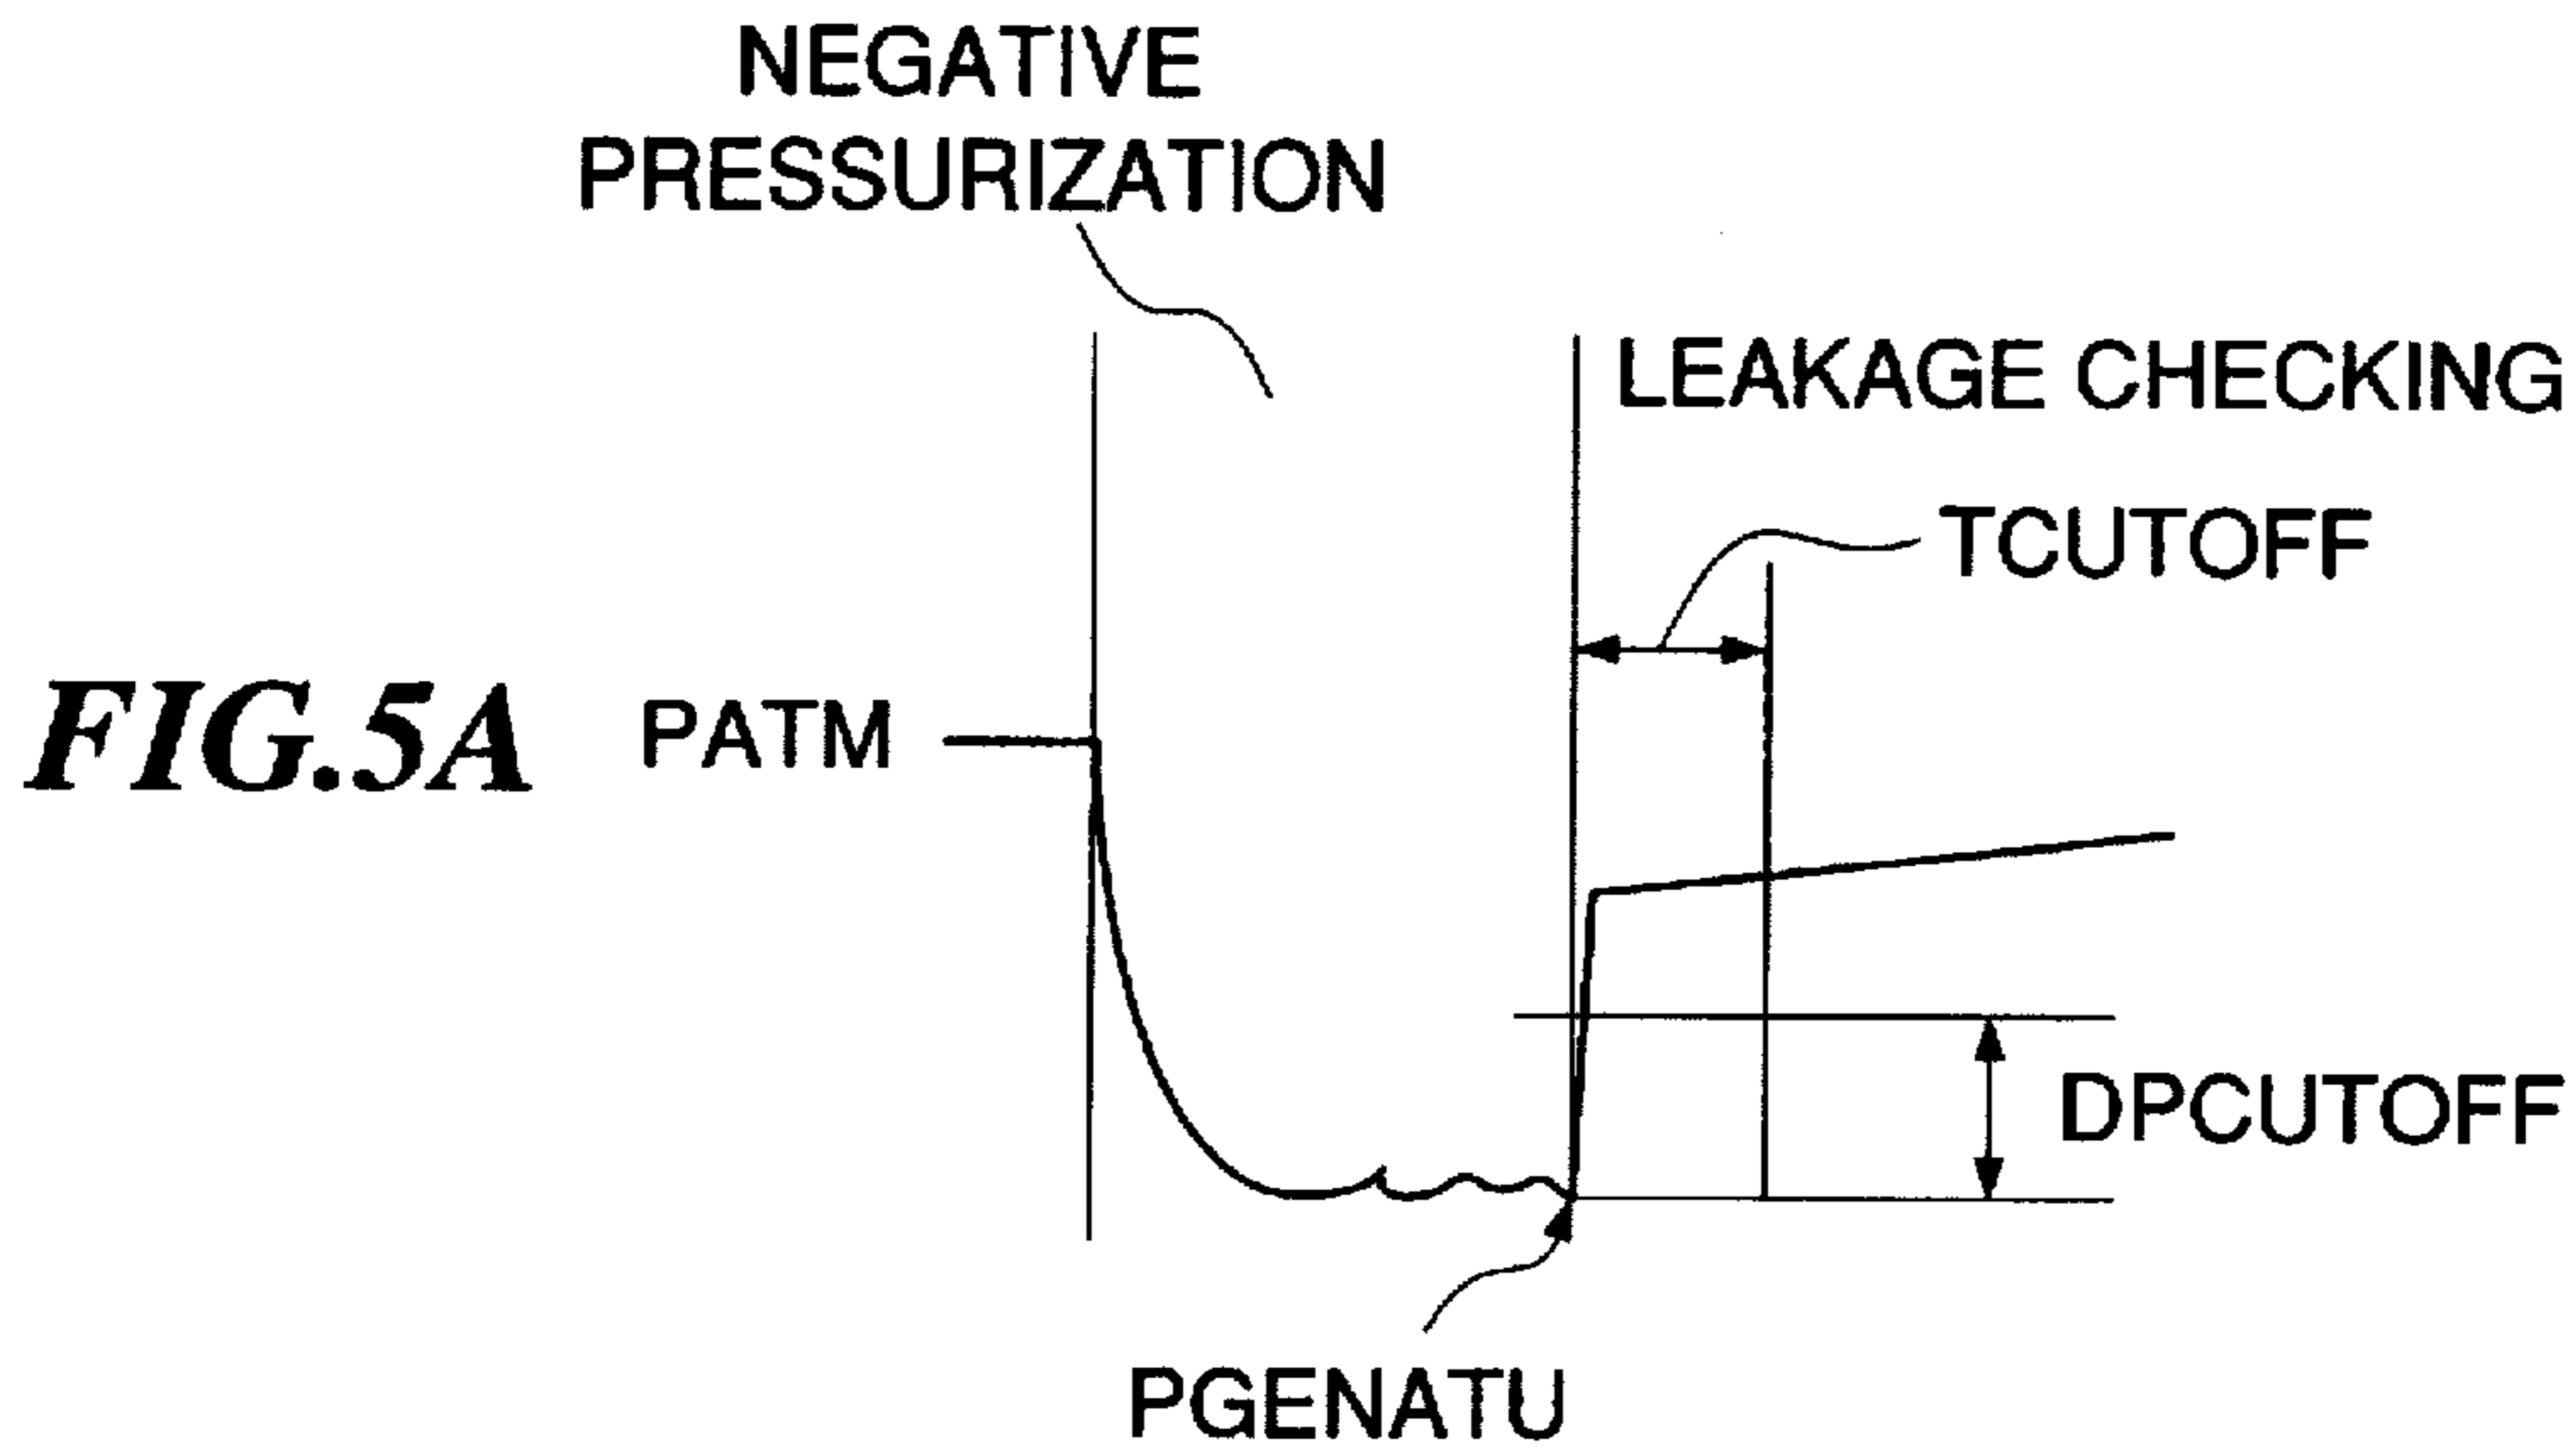 NEGATIVE
PRESSURIZATION
LEAKAGE CHECKING
TCUTOFF
FIG.5A
PATM
DPCUTOFF
PGENATU